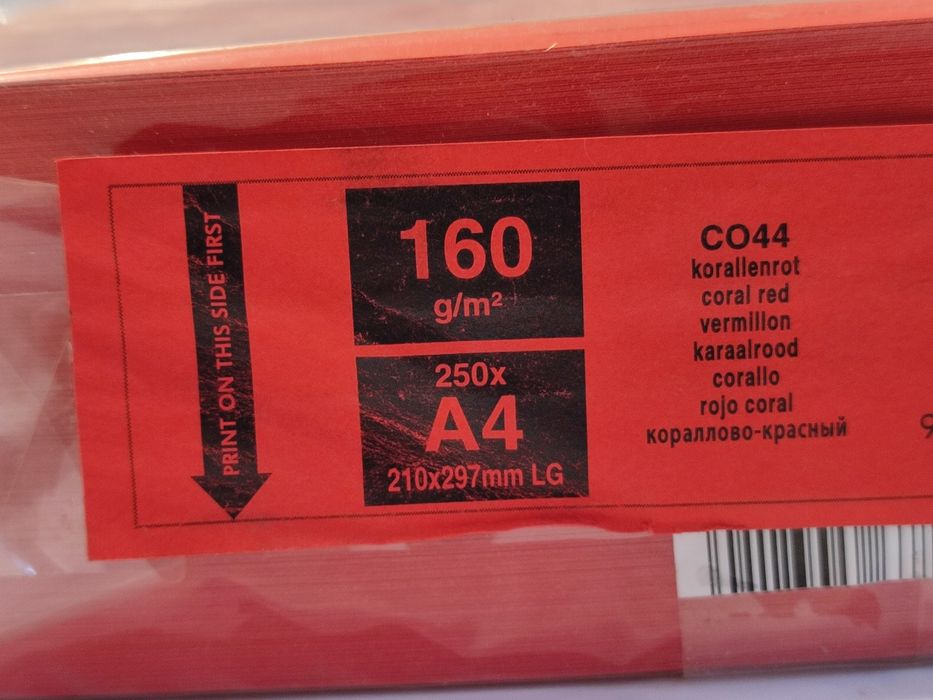 PRINT ON THIS SIDE FIRST
160
g/m²
250x
A4
210x297mm LG
CO44
korallenrot
coral red
vermillon
karaalrood
corallo
rojo coral
кораллово-красный